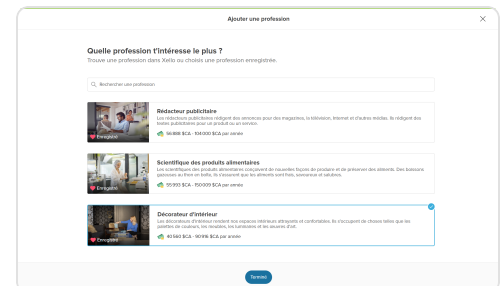 Ajouter une profession
Quelle profession t'intéresse le plus ?
Trouve une profession dans Xello ou choisis une profession enregistrée.
Rechercher une profession
Rédacteur publicitaire
Les rédacteurs publicitaires rédigent des annonces pour des magazines, la télévision, Internet et d'autres médias. Ils rédigent des
textes publicitaires pour un produit ou un service.
Enregistré
56 888 $CA - 104 000 $CA par année
Scientifique des produits alimentaires
Les scientifiques des produits alimentaires conçoivent de nouvelles façons de produire et de préserver des aliments. Des boissons
gazeuses au thon en boîte, ils s'assurent que les aliments sont frais, savoureux et salubres.
Enregistré
55 993 $CA - 150 009 $CA par année
Décorateur d'intérieur
Les décorateurs d'intérieur rendent nos espaces intérieurs attrayants et confortables. Ils s'occupent de choses telles que les
palettes de couleurs, les meubles, les luminaires et les œuvres d'art.
Enregistré
40 560 $CA - 90 916 $CA par année
Terminé